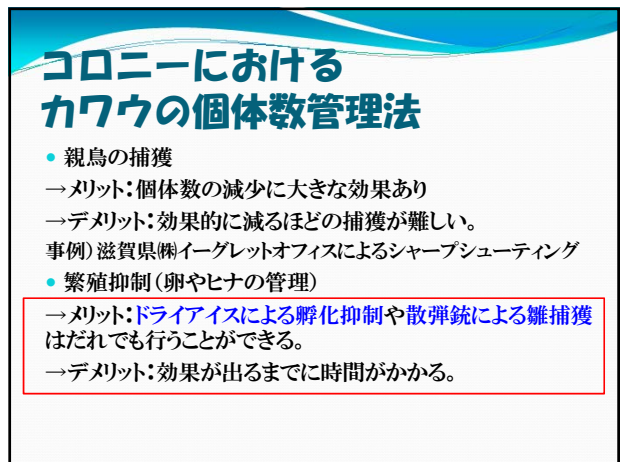 コロニーにおける
カワウの個体数管理法
• 親鳥の捕獲
→メリット:個体数の減少に大きな効果あり
→デメリット:効果的に減るほどの捕獲が難しい。
事例）滋賀県㈱イーグレットオフィスによるシャープシューティング
• 繁殖抑制（卵やヒナの管理）
→メリット:ドライアイスによる孵化抑制や散弾銃による雛捕獲
はだれでも行うことができる。
→デメリット:効果が出るまでに時間がかかる。